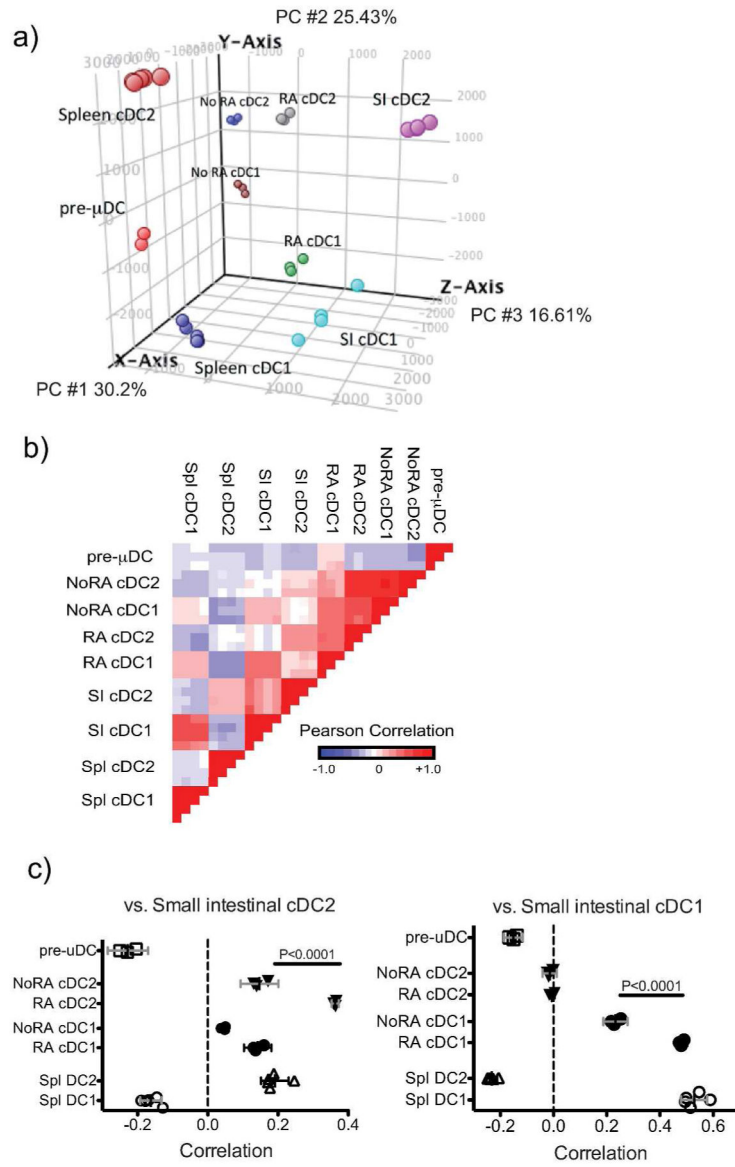 a)
PC #2 25.43%
Y-Axis
Spleen cDC2
No RA cDC2
RA cDC2
SI cDC2
No RA cDC1
pre-μDC
RA cDC1
Z-Axis
PC #3 16.61%
SI cDC1
X-Axis
Spleen cDC1
PC #1 30.2%
b)
Spl cDC1
Spl cDC2
SI cDC1
SI cDC2
RA cDC1
RA cDC2
NoRA cDC1
NoRA cDC2
pre-μDC
pre-μDC
NoRA cDC2
NoRA cDC1
RA cDC2
RA cDC1
SI cDC2
SI cDC1
Spl cDC2
Spl cDC1
Pearson Correlation
-1.0 0 +1.0
c)
vs. Small intestinal cDC2
pre-uDC
NoRA cDC2
RA cDC2
NoRA cDC1
RA cDC1
Spl DC2
Spl DC1
P<0.0001
-0.2 0.0 0.2 0.4
Correlation
vs. Small intestinal cDC1
pre-uDC
NoRA cDC2
RA cDC2
NoRA cDC1
RA cDC1
Spl DC2
Spl DC1
P<0.0001
-0.2 0.0 0.2 0.4 0.6
Correlation